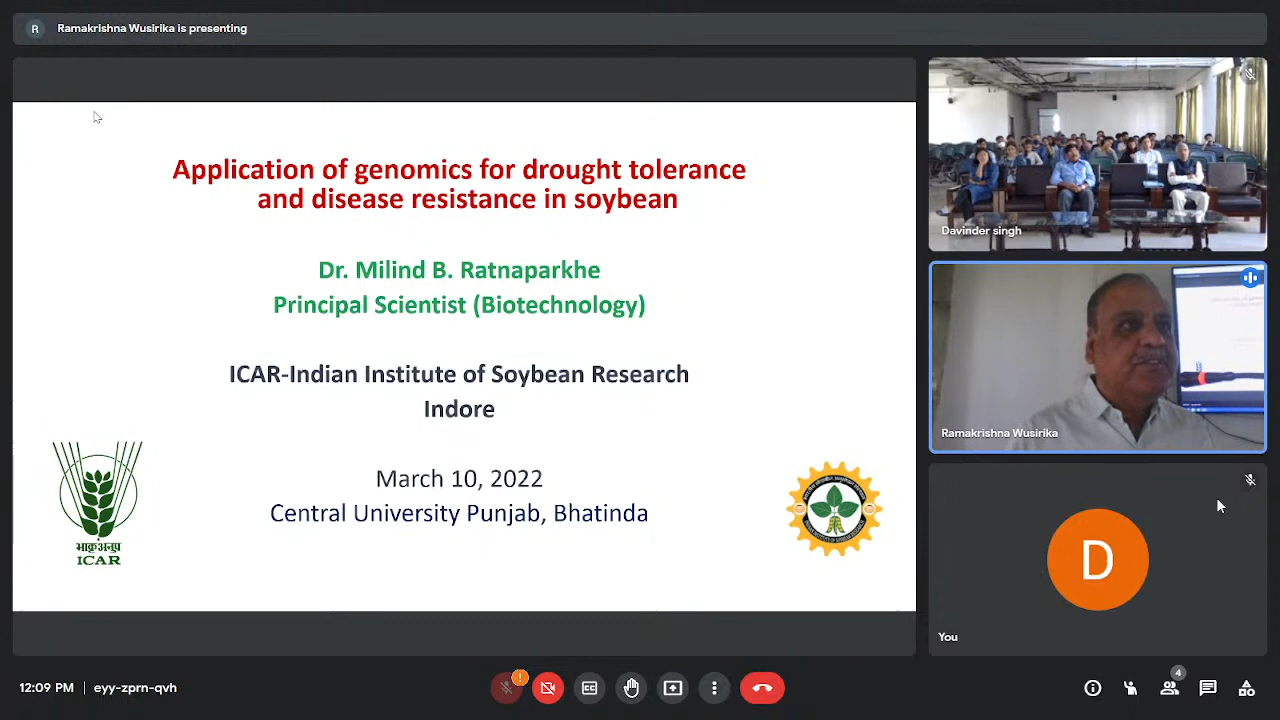 R Ramakrishna Wusirika is presenting
Application of genomics for drought tolerance
and disease resistance in soybean
Dr. Milind B. Ratnaparkhe
Principal Scientist (Biotechnology)
ICAR-Indian Institute of Soybean Research
Indore
March 10, 2022
Central University Punjab, Bhatinda
भाकृअनुप
ICAR
Davinder singh
Ramakrishna Wusirika
D
You
12:09 PM | eyy-zprn-qvh
CC
4